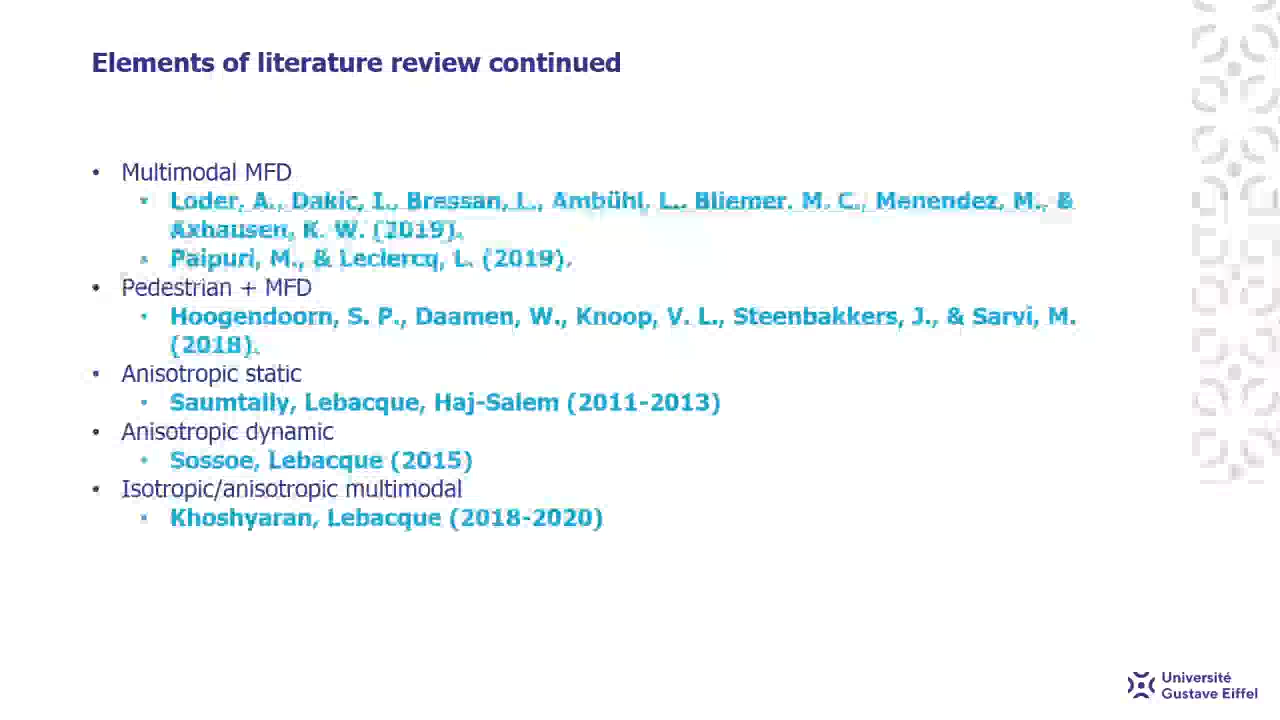 Elements of literature review continued
• Multimodal MFD
• Loder, A., Dakic, I., Bressan, L., Ambühl, L., Bliemer, M. C., Menendez, M., &
Axhausen, K. W. (2019).
• Paipuri, M., & Leclercq, L. (2019).
• Pedestrian + MFD
• Hoogendoorn, S. P., Daamen, W., Knoop, V. L., Steenbakkers, J., & Sarvi, M.
(2018).
• Anisotropic static
• Saumtally, Lebacque, Haj-Salem (2011-2013)
• Anisotropic dynamic
• Sossoe, Lebacque (2015)
• Isotropic/anisotropic multimodal
• Khoshyaran, Lebacque (2018-2020)
Université
Gustave Eiffel